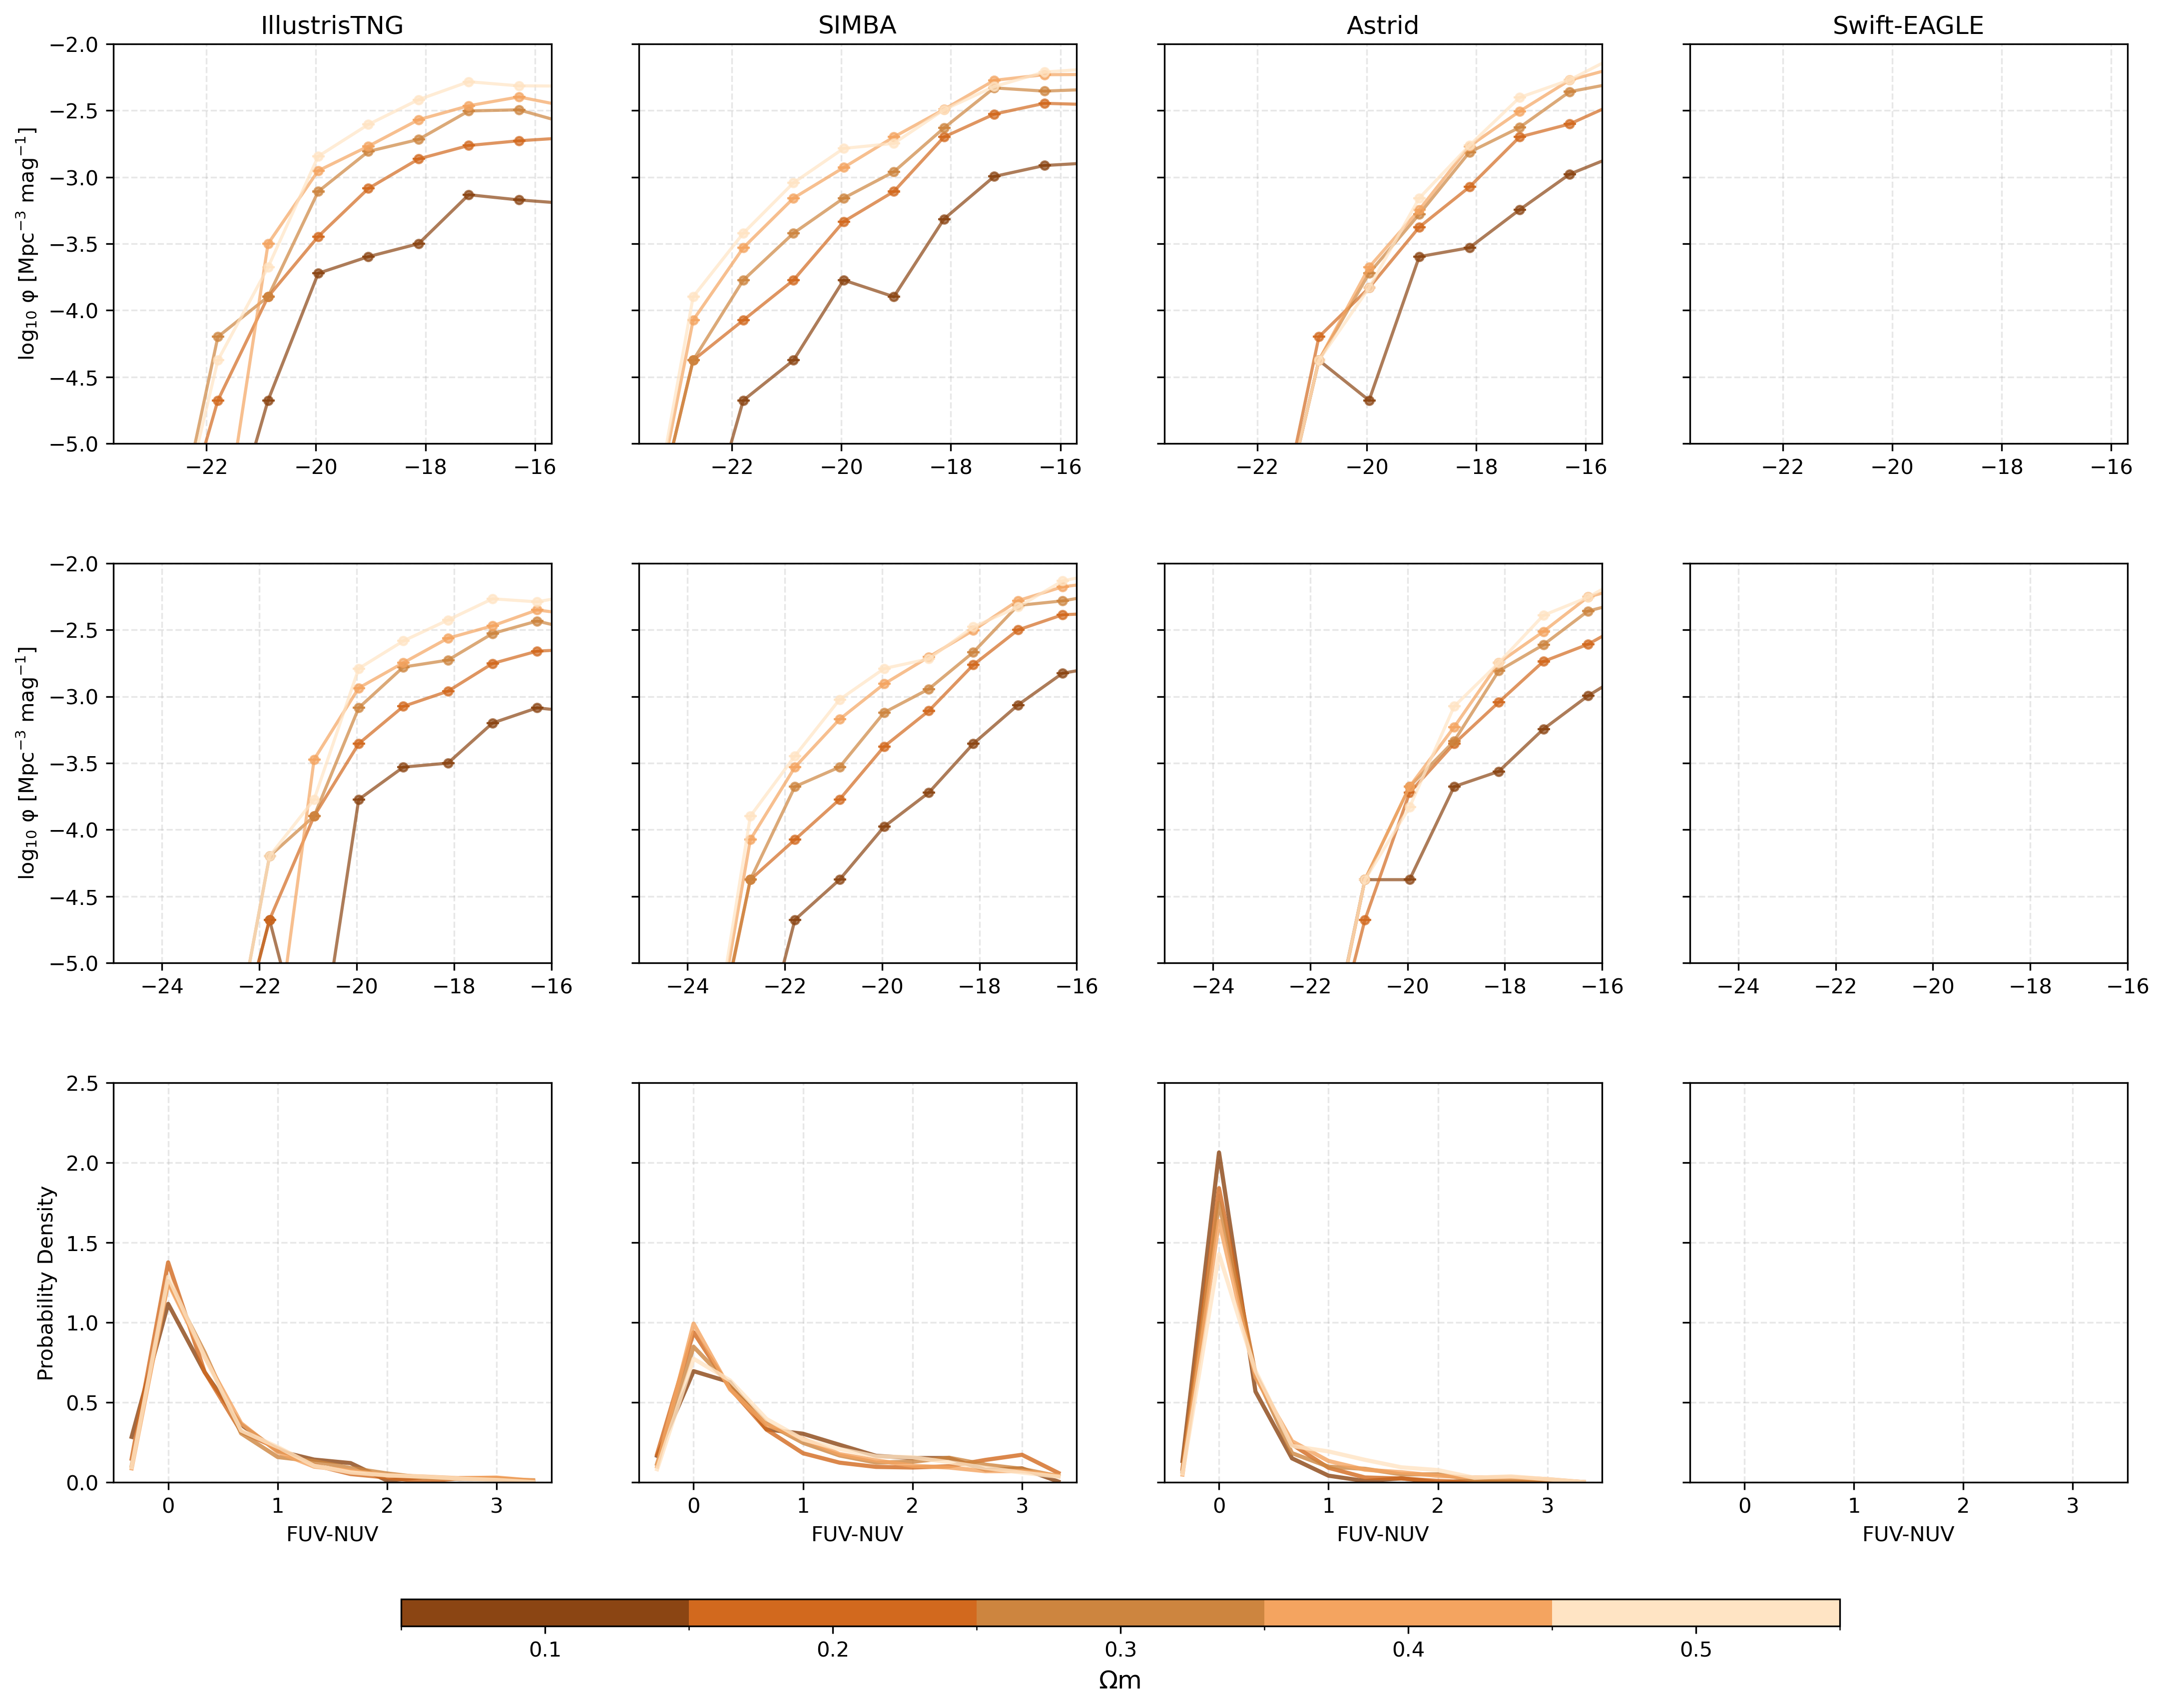 IllustrisTNG SIMBA Astrid Swift-EAGLE
−2.0
−2.5
−3.0
−3.5
−4.0
−4.5
−5.0
log₁₀ φ [Mpc⁻³ mag⁻¹]
−22 −20 −18 −16 −22 −20 −18 −16 −22 −20 −18 −16 −22 −20 −18 −16
−2.0
−2.5
−3.0
−3.5
−4.0
−4.5
−5.0
log₁₀ φ [Mpc⁻³ mag⁻¹]
−24 −22 −20 −18 −16 −24 −22 −20 −18 −16 −24 −22 −20 −18 −16 −24 −22 −20 −18 −16
2.5
2.0
1.5
1.0
0.5
0.0
Probability Density
0 1 2 3 0 1 2 3 0 1 2 3 0 1 2 3
FUV-NUV FUV-NUV FUV-NUV FUV-NUV
0.1 0.2 0.3 0.4 0.5
Ωm